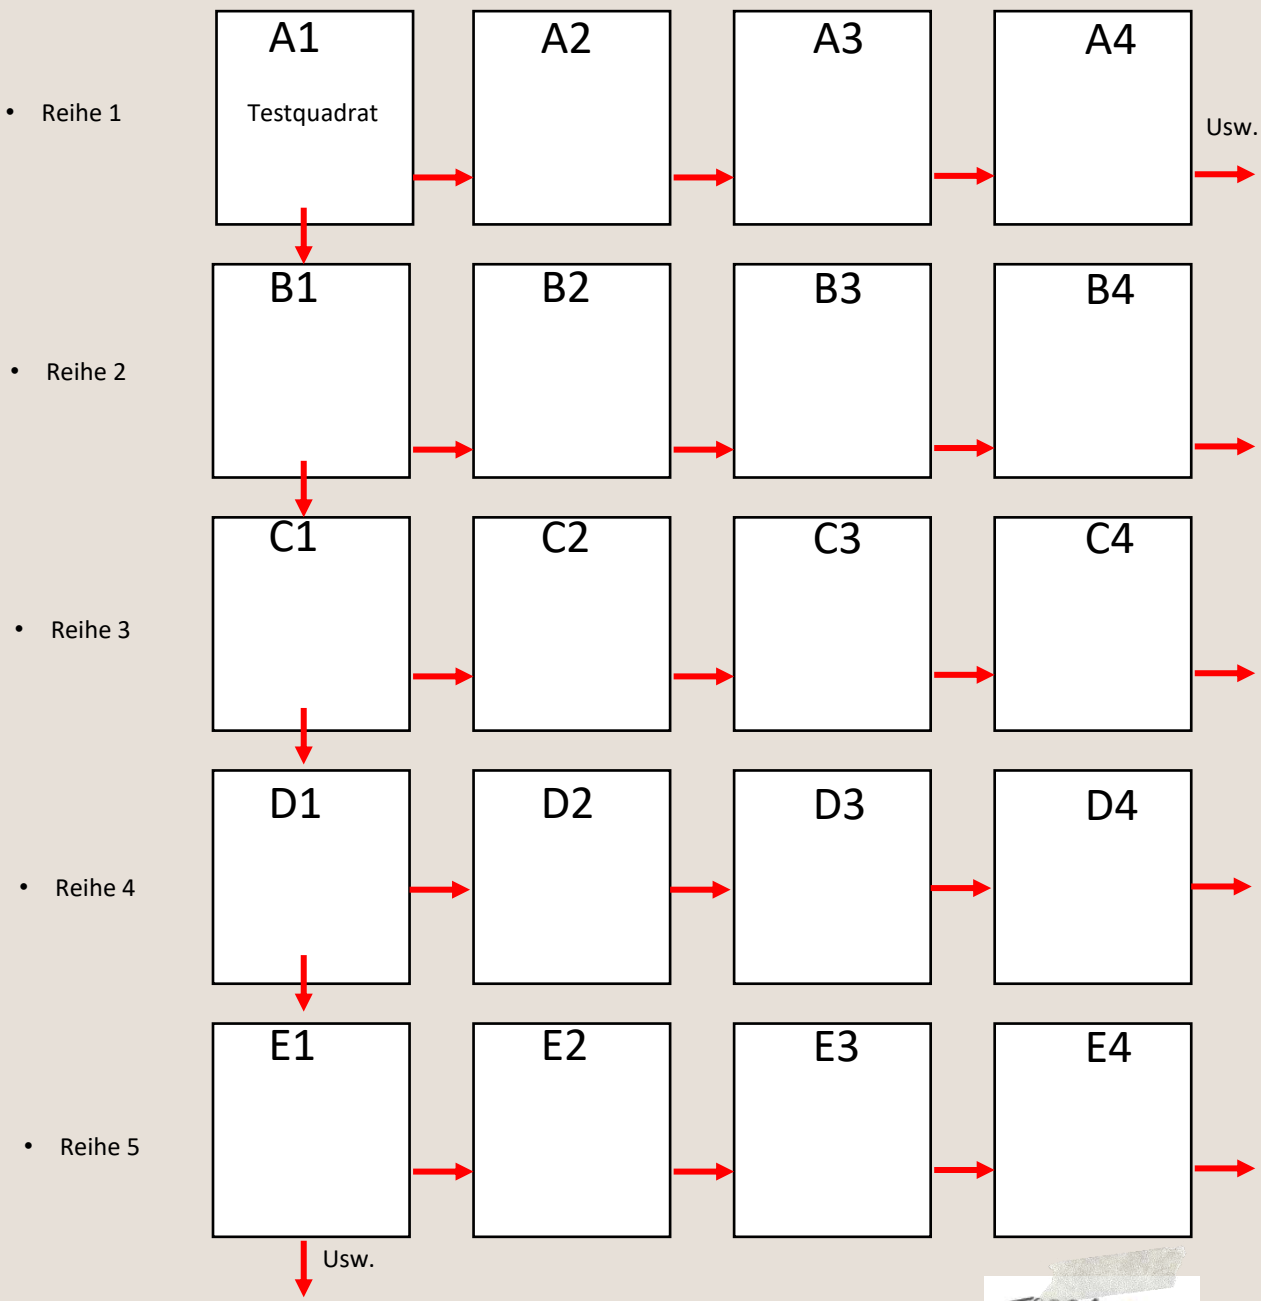 A1 A2 A3 A4
• Reihe 1 Testquadrat Usw.
B1 B2 B3 B4
• Reihe 2
C1 C2 C3 C4
• Reihe 3
D1 D2 D3 D4
• Reihe 4
E1 E2 E3 E4
• Reihe 5
Usw.